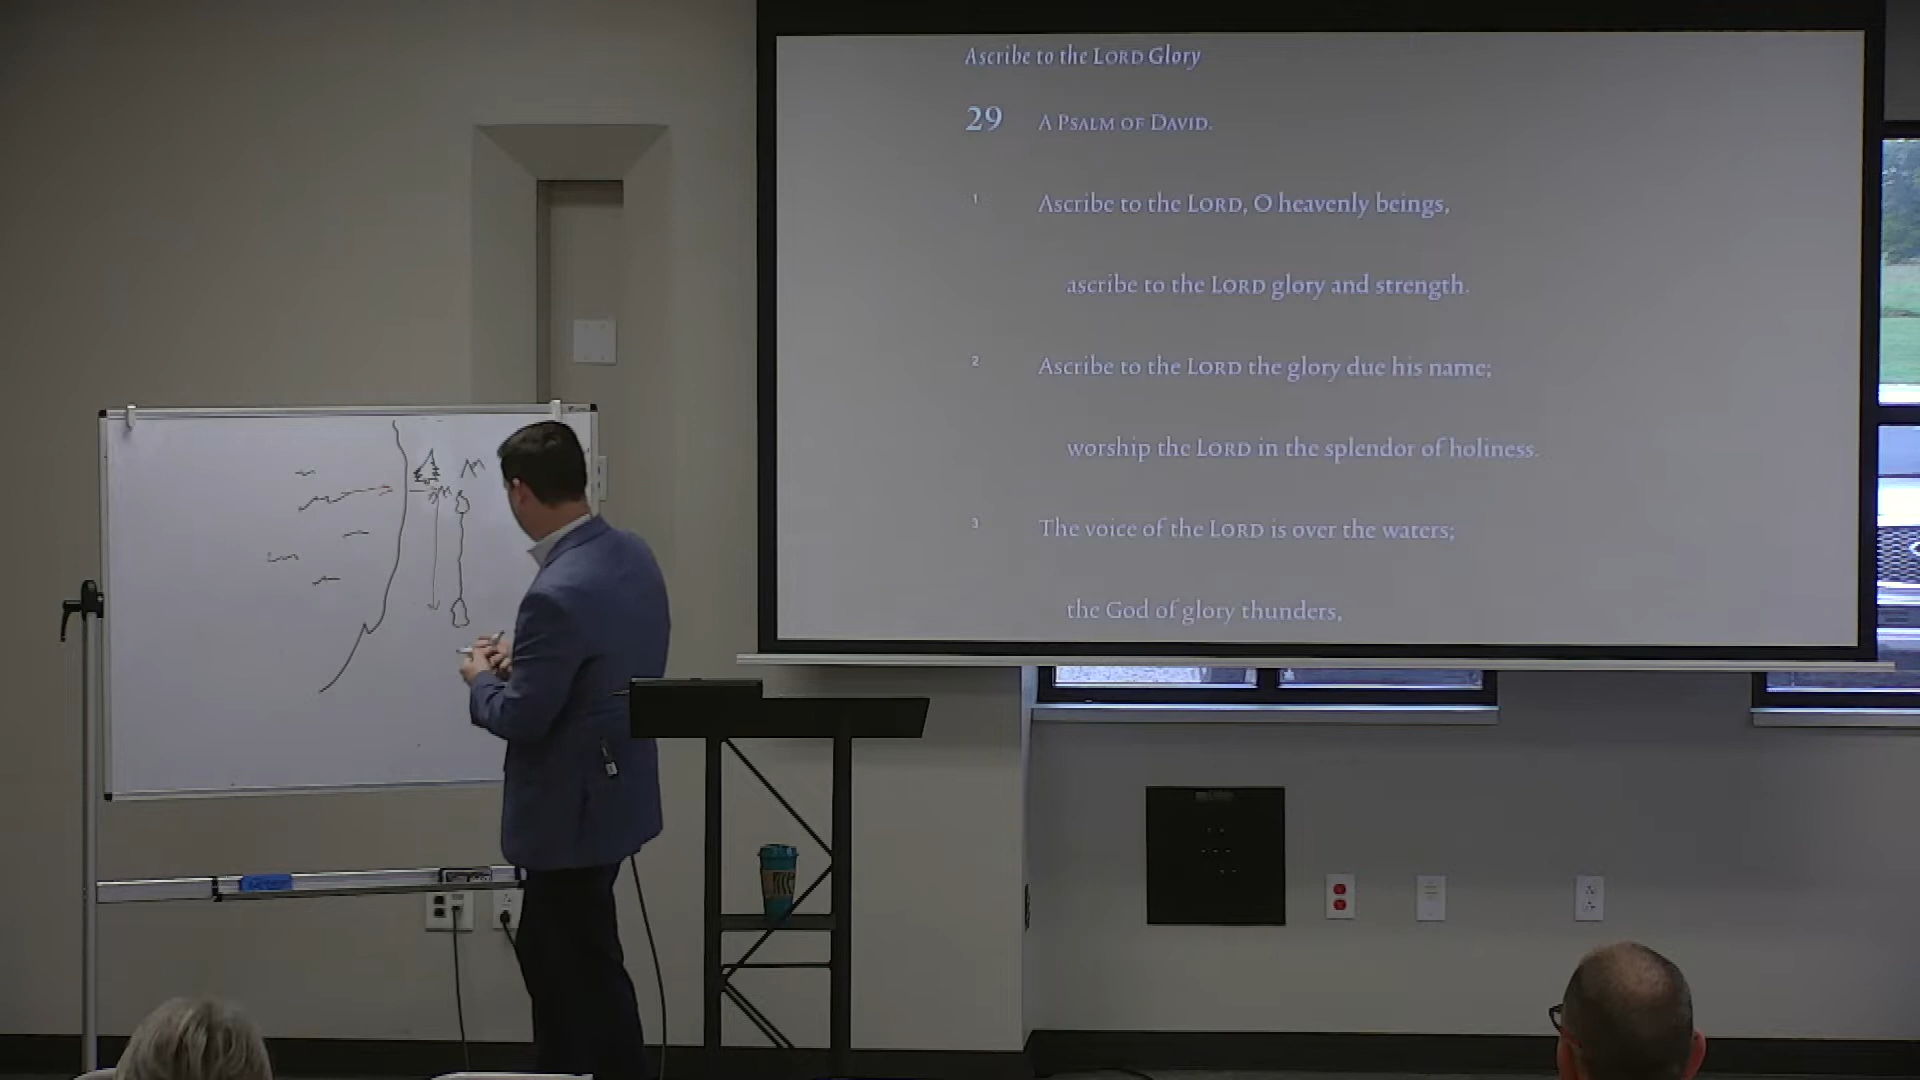 Ascribe to the LORD Glory
29 A PSALM OF DAVID.
1 Ascribe to the LORD, O heavenly beings,
ascribe to the LORD glory and strength.
2 Ascribe to the LORD the glory due his name;
worship the LORD in the splendor of holiness.
3 The voice of the LORD is over the waters;
the God of glory thunders,